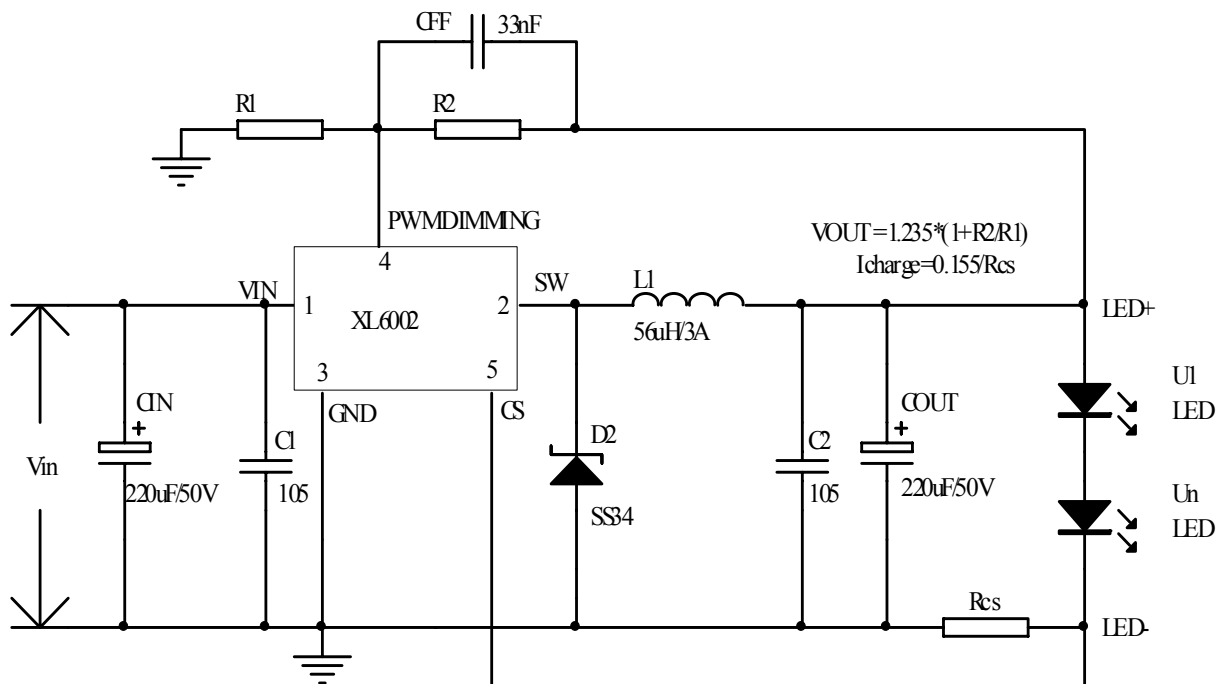 CFF
33nF
R1
R2
PWMDIMMING
VOUT=1.235*(1+R2/R1)
Icharge=0.155/Rcs
4
VIN
1
XL6002
2
SW
L1
56uH/3A
LED+
3
5
GND
CS
CIN
+
C1
D2
C2
COUT
+
U1
LED
Vin
220uF/50V
105
SS34
105
220uF/50V
Un
LED
Rcs
LED-